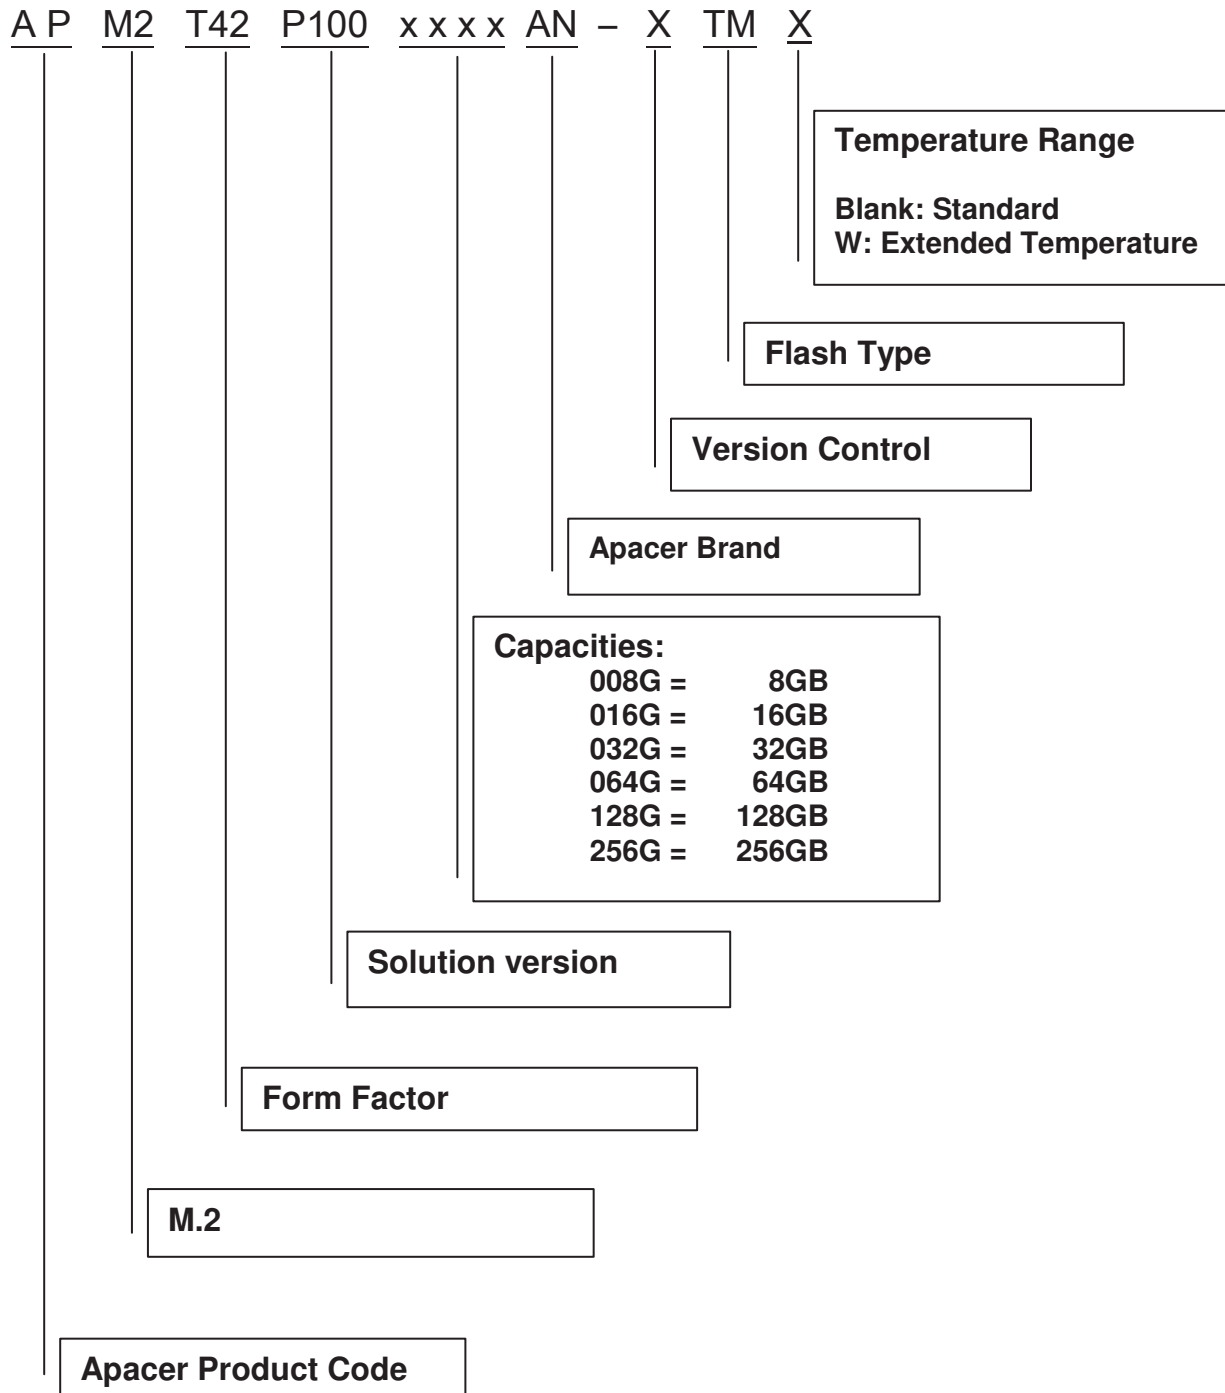 A P M2 T42 P100 x x x x AN – X TM X
Temperature Range
Blank: Standard
W: Extended Temperature
Flash Type
Version Control
Apacer Brand
Capacities:
008G = 8GB
016G = 16GB
032G = 32GB
064G = 64GB
128G = 128GB
256G = 256GB
Solution version
Form Factor
M.2
Apacer Product Code